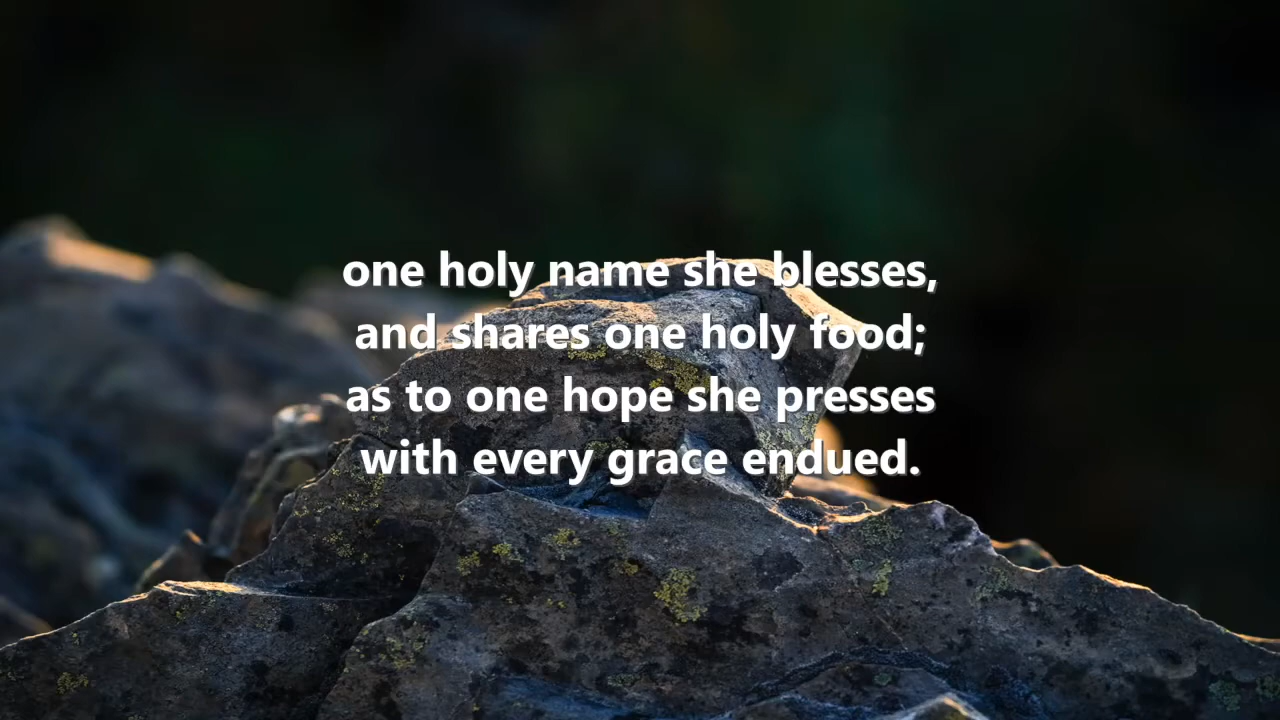 one holy name she blesses,
and shares one holy food;
as to one hope she presses
with every grace endued.